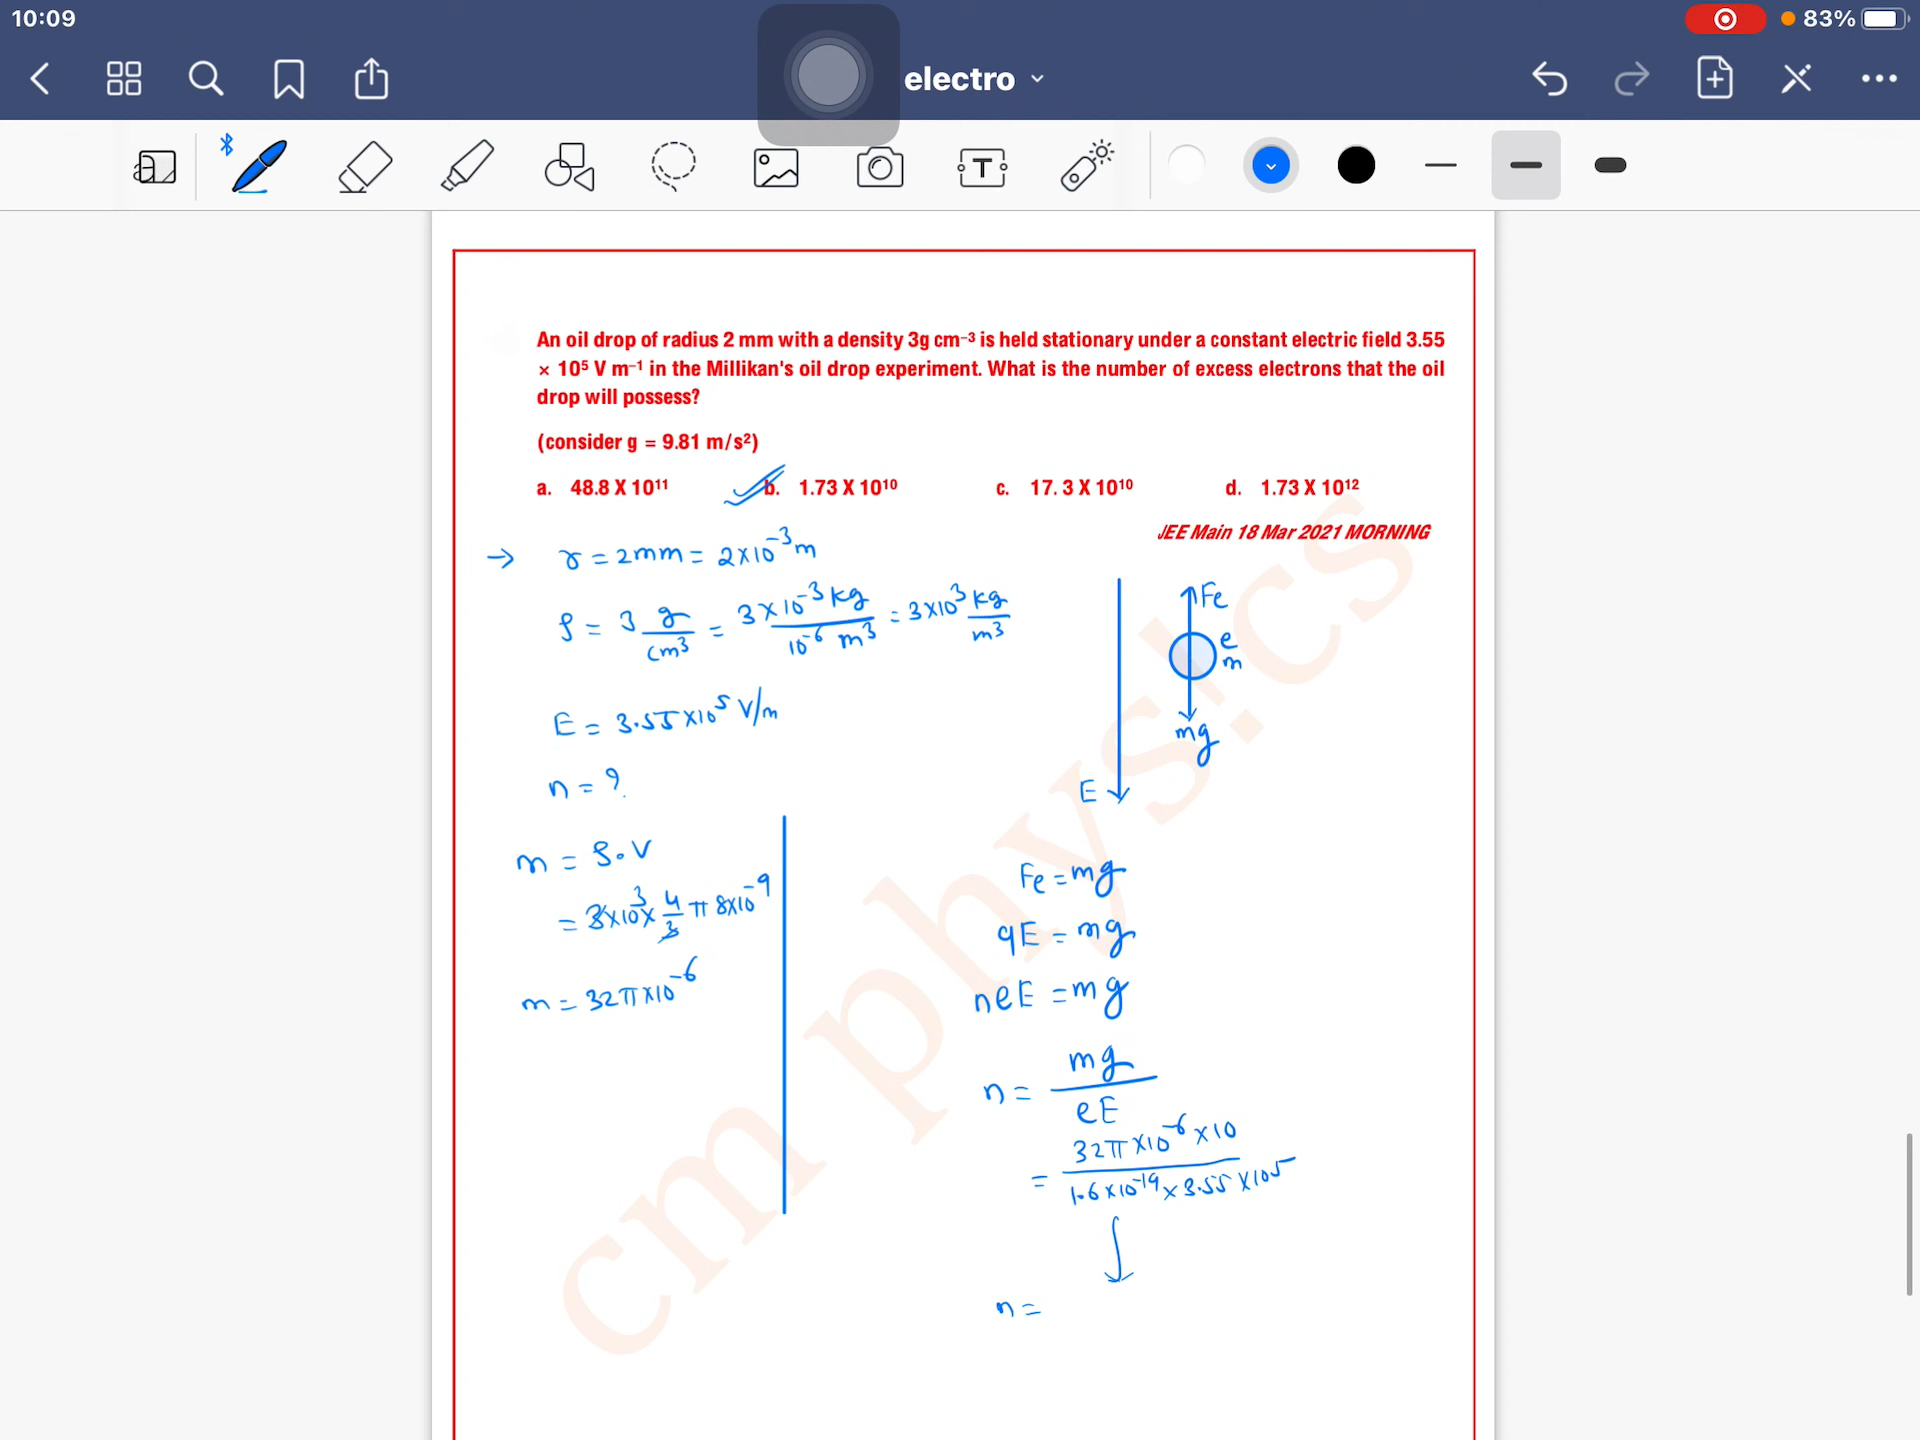 10:09
83%
electro
T
An oil drop of radius 2 mm with a density 3g cm⁻³ is held stationary under a constant electric field 3.55
× 10⁵ V m⁻¹ in the Millikan's oil drop experiment. What is the number of excess electrons that the oil
drop will possess?
(consider g = 9.81 m/s²)
a. 48.8 X 10¹¹ b. 1.73 X 10¹⁰ c. 17. 3 X 10¹⁰ d. 1.73 X 10¹²
JEE Main 18 Mar 2021 MORNING
→ r = 2mm = 2×10⁻³m
ρ = 3 g/cm³ = 3×10⁻³kg/10⁻⁶ m³ = 3×10³ kg/m³
E = 3.55×10⁵ V/m
n = ?
m = ρ.V
= 3×10³× 4/3 π 8×10⁻⁹
m = 32π×10⁻⁶
Fe
e
m
mg
E
Fe = mg
qE = mg
neE = mg
n = mg/eE
= 32π×10⁻⁶×10/1.6×10⁻¹⁹×3.55×10⁵
n =
cm phys!cs